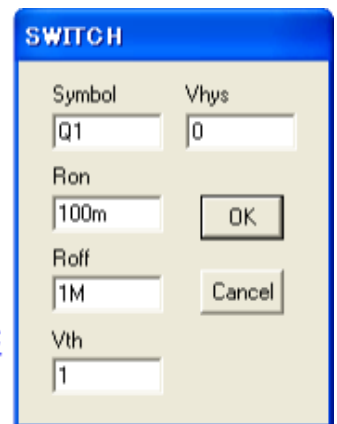 SWITCH
Symbol Vhys
Q1 0
Ron
100m OK
Roff
1M Cancel
Vth
1